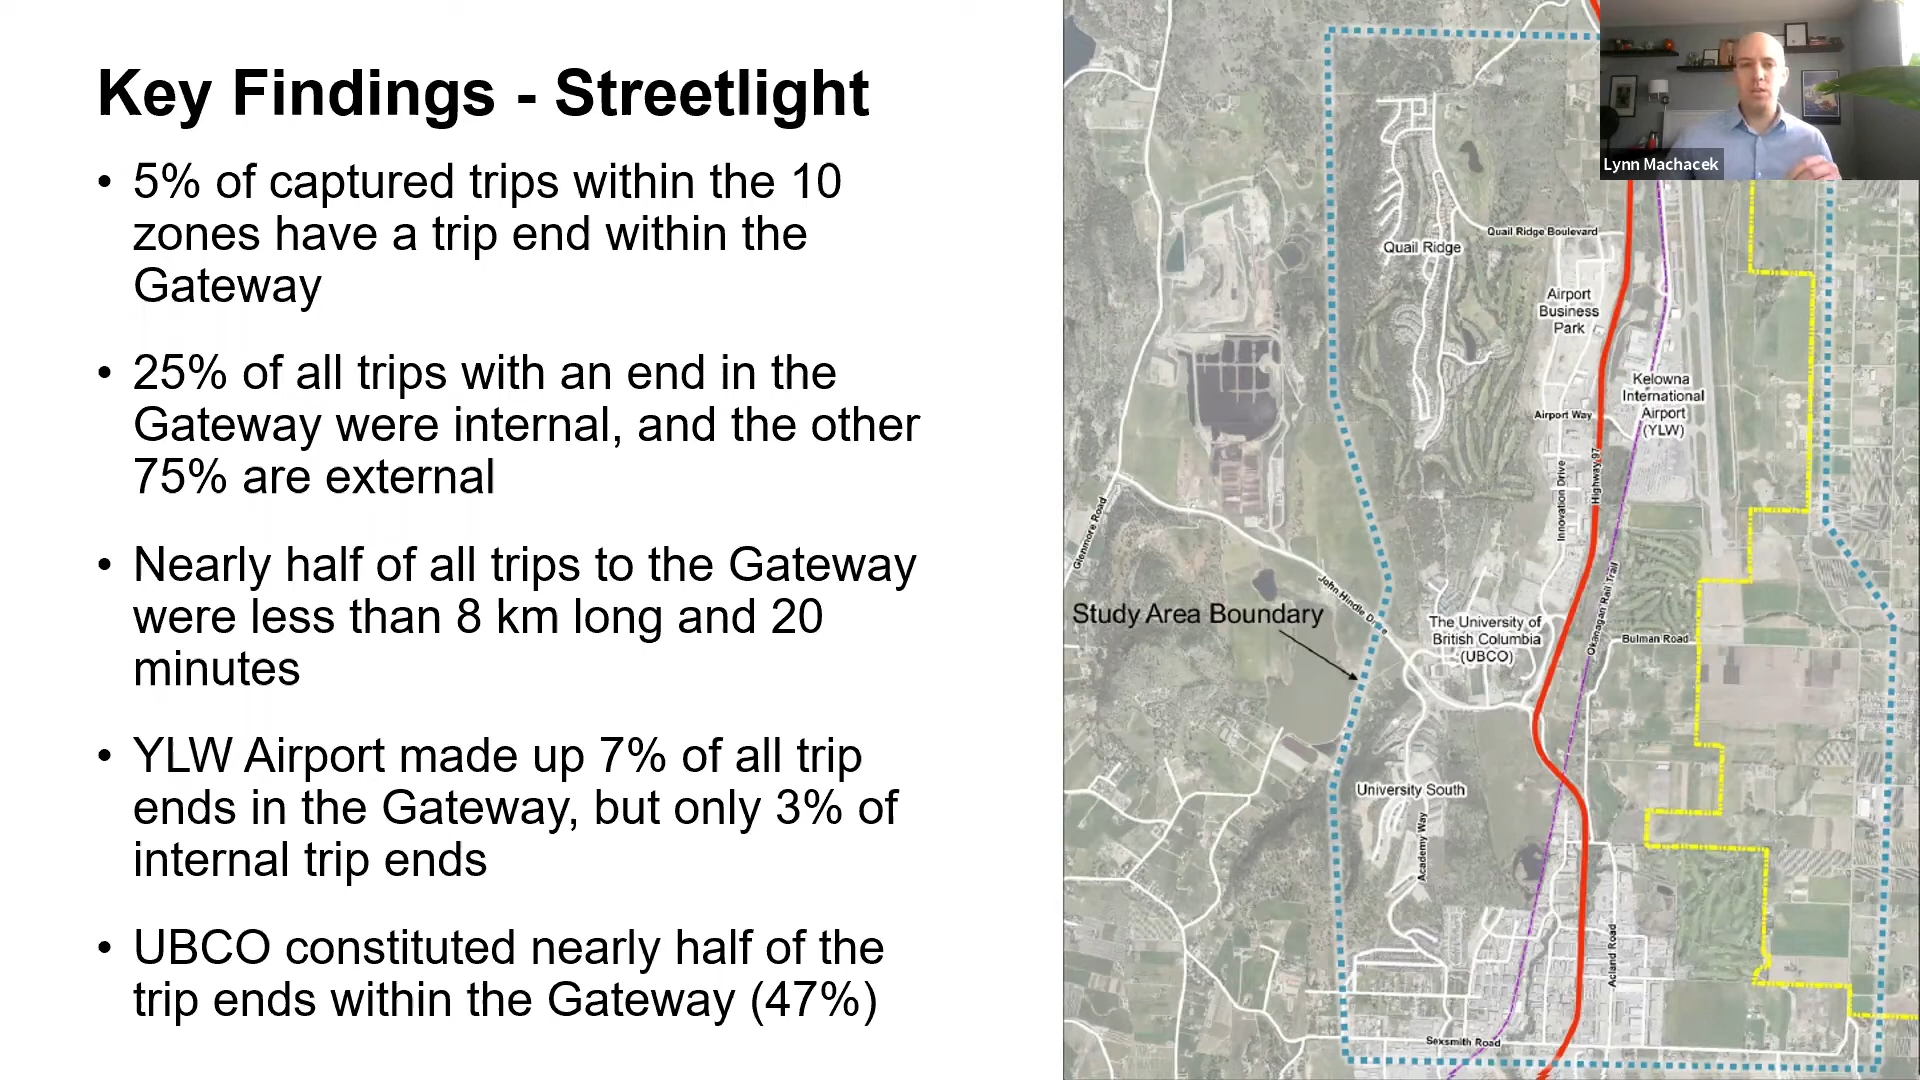 Key Findings - Streetlight
• 5% of captured trips within the 10
zones have a trip end within the
Gateway
• 25% of all trips with an end in the
Gateway were internal, and the other
75% are external
• Nearly half of all trips to the Gateway
were less than 8 km long and 20
minutes
• YLW Airport made up 7% of all trip
ends in the Gateway, but only 3% of
internal trip ends
• UBCO constituted nearly half of the
trip ends within the Gateway (47%)
Lynn Machacek
Quail Ridge Boulevard
Quail Ridge
Airport
Business
Park
Kelowna
International
Airport
(YLW)
Airport Way
Highway 97
Innovation Drive
Glenmore Road
John Hindle Drive
Okanagan Rail Trail
Study Area Boundary
The University of
British Columbia
(UBCO)
Bulman Road
University South
Academy Way
Acland Road
Sexsmith Road